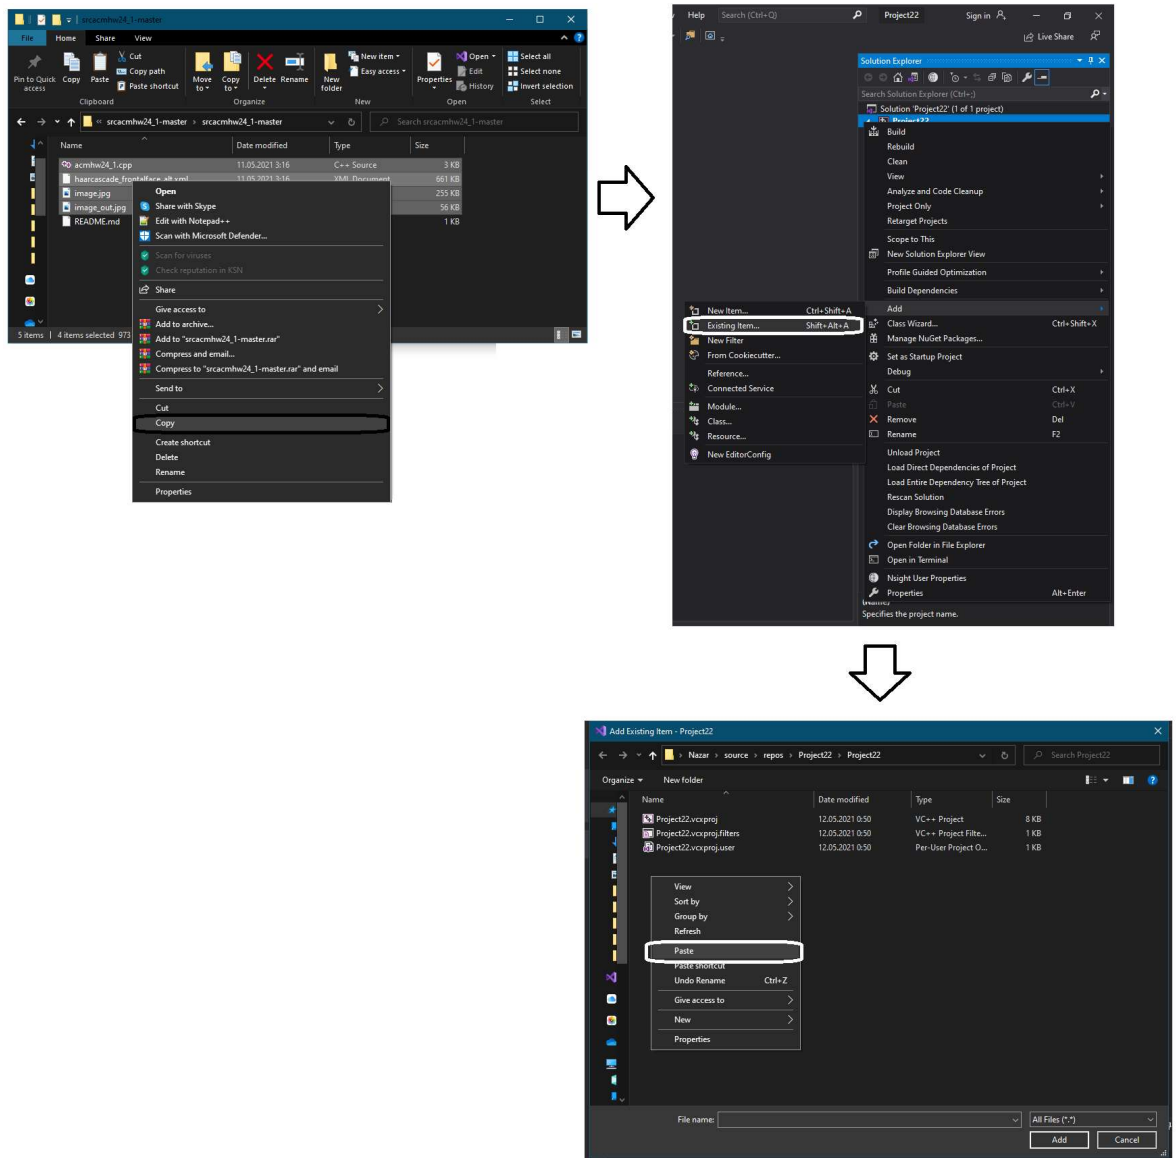 srcacmhw24_1-master
File Home Share View
Pin to Quick access
Copy
Paste
Cut
Copy path
Paste shortcut
Move to
Copy to
Delete
Rename
New folder
New item
Easy access
Properties
Open
Edit
History
Select all
Select none
Invert selection
Clipboard Organize New Open Select
« srcacmhw24_1-master › srcacmhw24_1-master
Search srcacmhw24_1-master
Name Date modified Type Size
acmhw24_1.cpp 11.05.2021 3:16 C++ Source 3 KB
haarcascade_frontalface_alt.xml 11.05.2021 3:16 XML Document 661 KB
image.jpg 255 KB
image_out.jpg 56 KB
README.md 1 KB
Open
Share with Skype
Edit with Notepad++
Scan with Microsoft Defender...
Scan for viruses
Check reputation in KSN
Share
Give access to
Add to archive...
Add to "srcacmhw24_1-master.rar"
Compress and email...
Compress to "srcacmhw24_1-master.rar" and email
Send to
Cut
Copy
Create shortcut
Delete
Rename
Properties
5 items 4 items selected 973
Help Search (Ctrl+Q) Project22 Sign in
Live Share
Solution Explorer
Search Solution Explorer (Ctrl+;)
Solution 'Project22' (1 of 1 project)
Project22
Build
Rebuild
Clean
View
Analyze and Code Cleanup
Project Only
Retarget Projects
Scope to This
New Solution Explorer View
Profile Guided Optimization
Build Dependencies
Add
Class Wizard... Ctrl+Shift+X
Manage NuGet Packages...
Set as Startup Project
Debug
Cut Ctrl+X
Paste Ctrl+V
Remove Del
Rename F2
Unload Project
Load Direct Dependencies of Project
Load Entire Dependency Tree of Project
Rescan Solution
Display Browsing Database Errors
Clear Browsing Database Errors
Open Folder in File Explorer
Open in Terminal
Nsight User Properties
Properties Alt+Enter
(Name)
Specifies the project name.
New Item... Ctrl+Shift+A
Existing Item... Shift+Alt+A
New Filter
From Cookiecutter...
Reference...
Connected Service
Module...
Class...
Resource...
New EditorConfig
Add Existing Item - Project22
› Nazar › source › repos › Project22 › Project22
Search Project22
Organize New folder
Name Date modified Type Size
Project22.vcxproj 12.05.2021 0:50 VC++ Project 8 KB
Project22.vcxproj.filters 12.05.2021 0:50 VC++ Project Filte... 1 KB
Project22.vcxproj.user 12.05.2021 0:50 Per-User Project O... 1 KB
View
Sort by
Group by
Refresh
Paste
Paste shortcut
Undo Rename Ctrl+Z
Give access to
New
Properties
File name: All Files (*.*)
Add Cancel